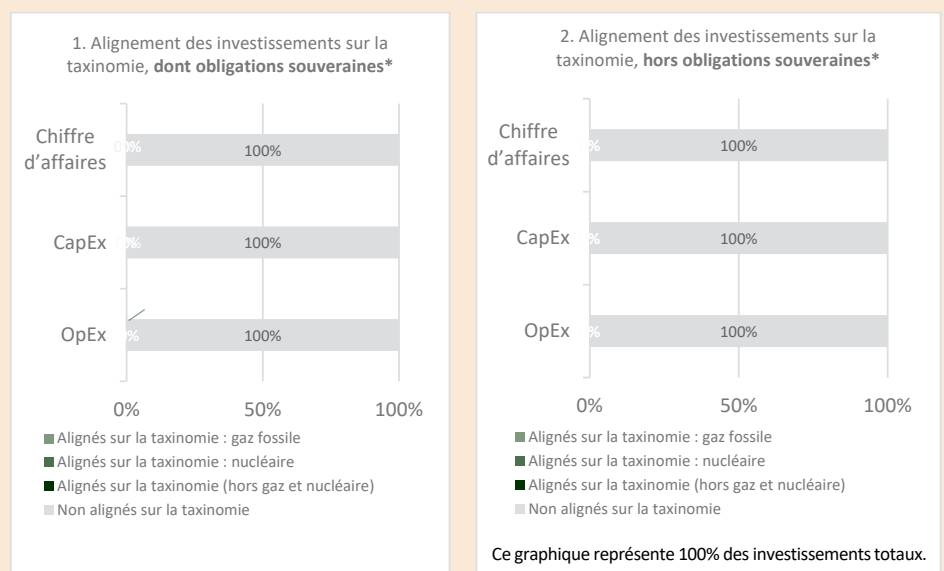 1. Alignement des investissements sur la
taxinomie, dont obligations souveraines*
Chiffre
d'affaires
100%
CapEx
100%
OpEx
0%
100%
0%
50%
100%
Alignés sur la taxinomie : gaz fossile
Alignés sur la taxinomie : nucléaire
Alignés sur la taxinomie (hors gaz et nucléaire)
Non alignés sur la taxinomie
2. Alignement des investissements sur la
taxinomie, hors obligations souveraines*
Chiffre
d'affaires
100%
CapEx
100%
OpEx
100%
0%
50%
100%
Alignés sur la taxinomie : gaz fossile
Alignés sur la taxinomie : nucléaire
Alignés sur la taxinomie (hors gaz et nucléaire)
Non alignés sur la taxinomie
Ce graphique représente 100% des investissements totaux.